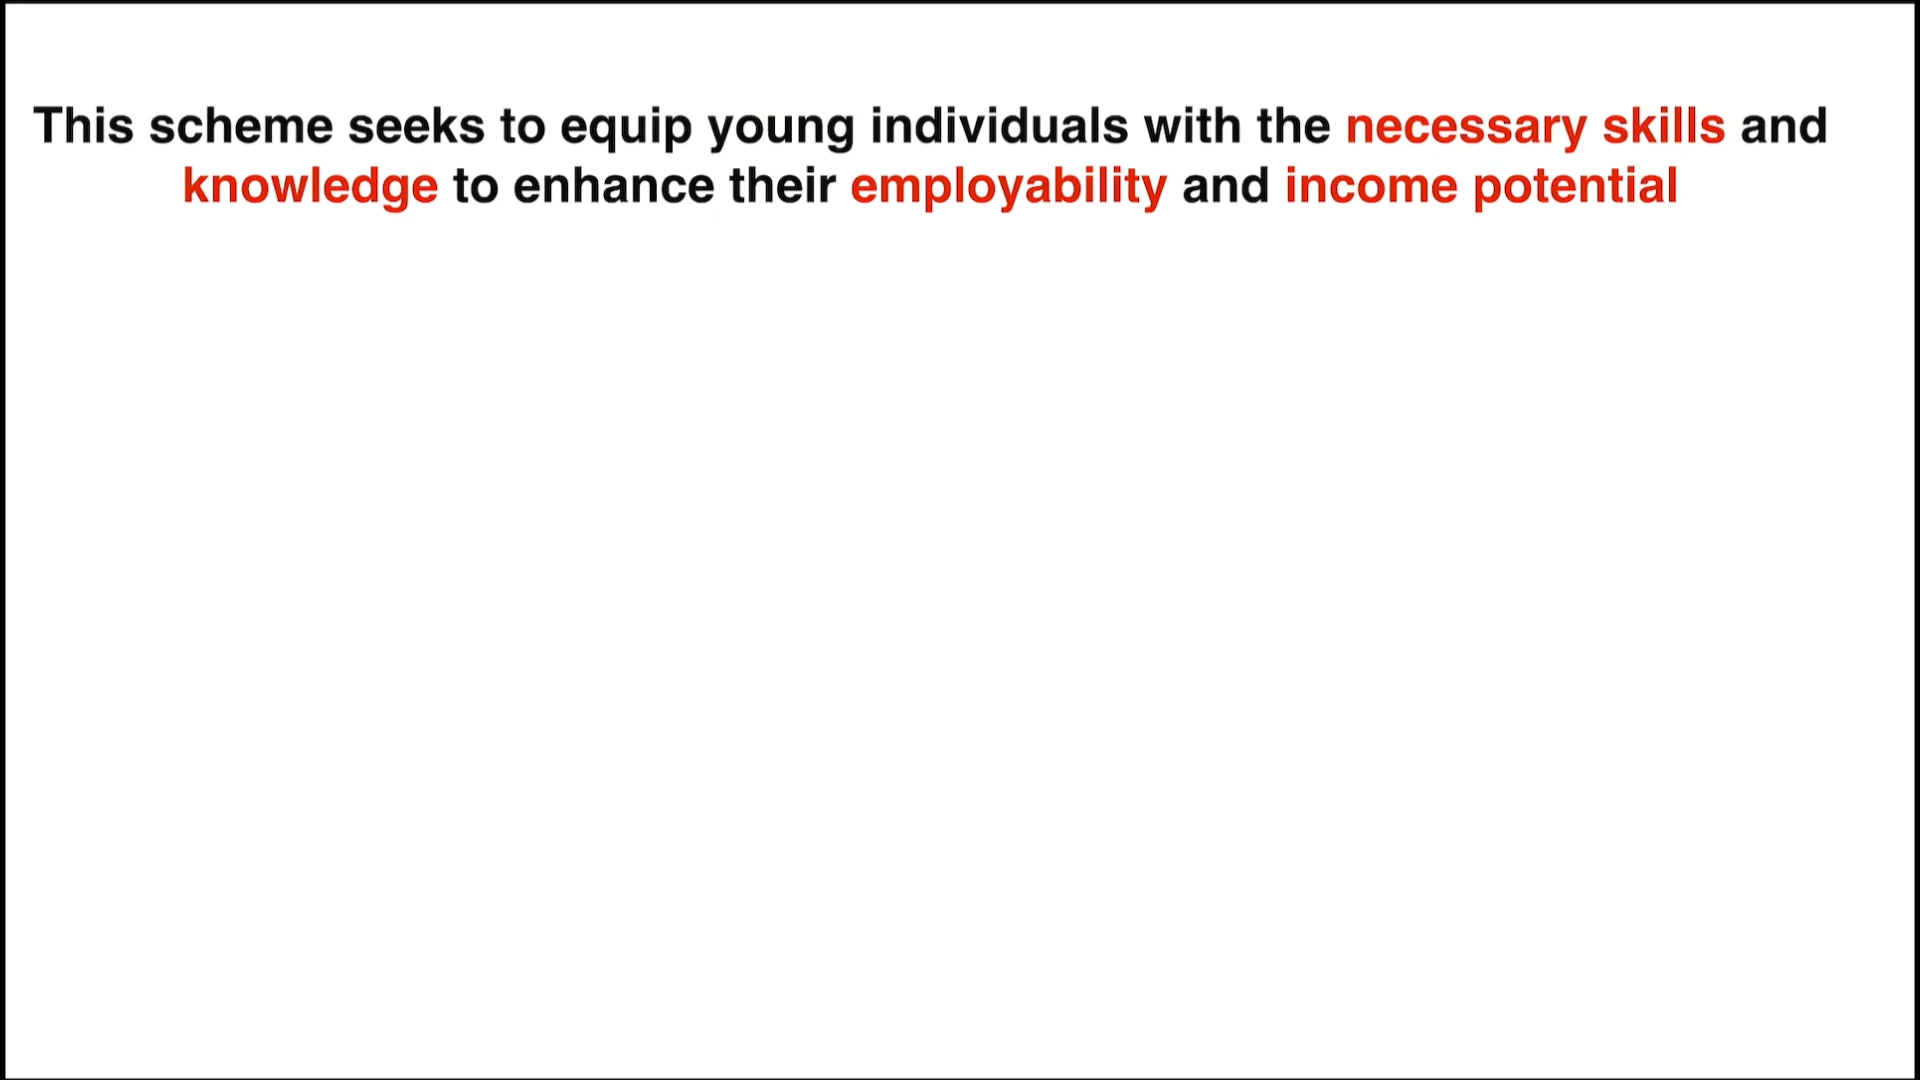 This scheme seeks to equip young individuals with the necessary skills and
knowledge to enhance their employability and income potential